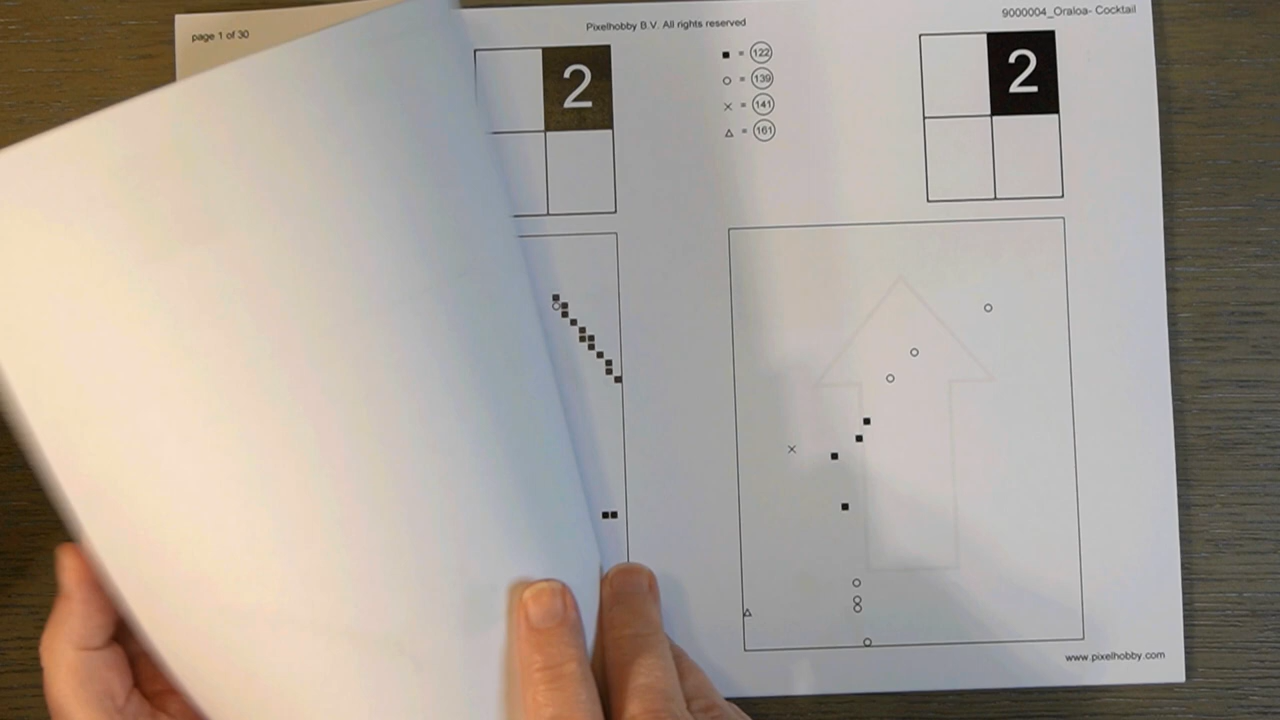 page 1 of 30
Pixelhobby B.V. All rights reserved
9000004_Oraloa- Cocktail
2
■ = 122
○ = 139
× = 141
△ = 161
2
www.pixelhobby.com